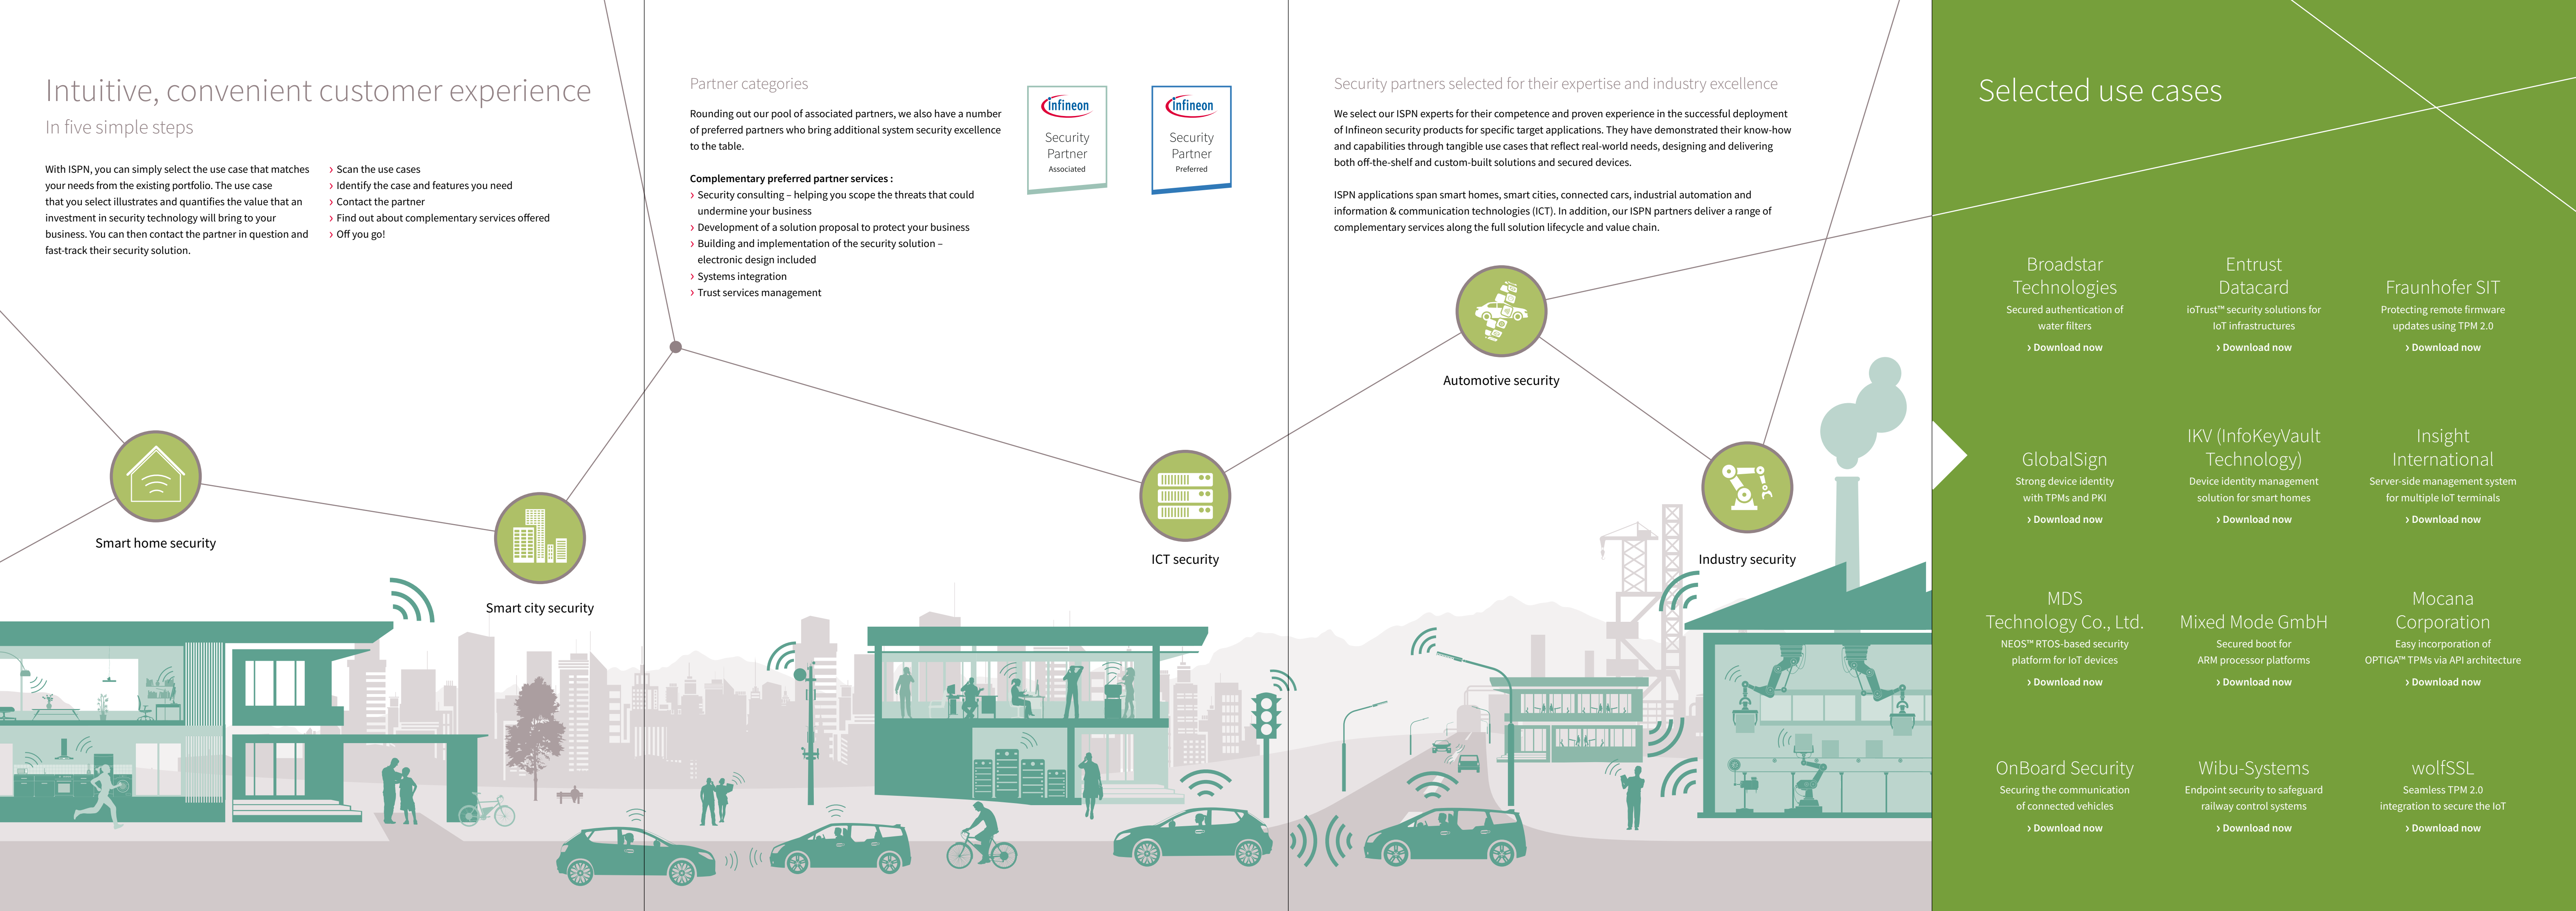 Intuitive, convenient customer experience
In five simple steps
With ISPN, you can simply select the use case that matches
your needs from the existing portfolio. The use case
that you select illustrates and quantifies the value that an
investment in security technology will bring to your
business. You can then contact the partner in question and
fast-track their security solution.
› Scan the use cases
› Identify the case and features you need
› Contact the partner
› Find out about complementary services offered
› Off you go!
Smart home security
Smart city security
Partner categories
Rounding out our pool of associated partners, we also have a number
of preferred partners who bring additional system security excellence
to the table.
Complementary preferred partner services :
› Security consulting – helping you scope the threats that could
undermine your business
› Development of a solution proposal to protect your business
› Building and implementation of the security solution –
electronic design included
› Systems integration
› Trust services management
infineon
Security
Partner
Associated
infineon
Security
Partner
Preferred
ICT security
Security partners selected for their expertise and industry excellence
We select our ISPN experts for their competence and proven experience in the successful deployment
of Infineon security products for specific target applications. They have demonstrated their know-how
and capabilities through tangible use cases that reflect real-world needs, designing and delivering
both off-the-shelf and custom-built solutions and secured devices.
ISPN applications span smart homes, smart cities, connected cars, industrial automation and
information & communication technologies (ICT). In addition, our ISPN partners deliver a range of
complementary services along the full solution lifecycle and value chain.
Automotive security
Industry security
Selected use cases
Broadstar
Technologies
Secured authentication of
water filters
› Download now
Entrust
Datacard
ioTrust™ security solutions for
IoT infrastructures
› Download now
Fraunhofer SIT
Protecting remote firmware
updates using TPM 2.0
› Download now
GlobalSign
Strong device identity
with TPMs and PKI
› Download now
IKV (InfoKeyVault
Technology)
Device identity management
solution for smart homes
› Download now
Insight
International
Server-side management system
for multiple IoT terminals
› Download now
MDS
Technology Co., Ltd.
NEOS™ RTOS-based security
platform for IoT devices
› Download now
Mixed Mode GmbH
Secured boot for
ARM processor platforms
› Download now
Mocana
Corporation
Easy incorporation of
OPTIGA™ TPMs via API architecture
› Download now
OnBoard Security
Securing the communication
of connected vehicles
› Download now
Wibu-Systems
Endpoint security to safeguard
railway control systems
› Download now
wolfSSL
Seamless TPM 2.0
integration to secure the IoT
› Download now